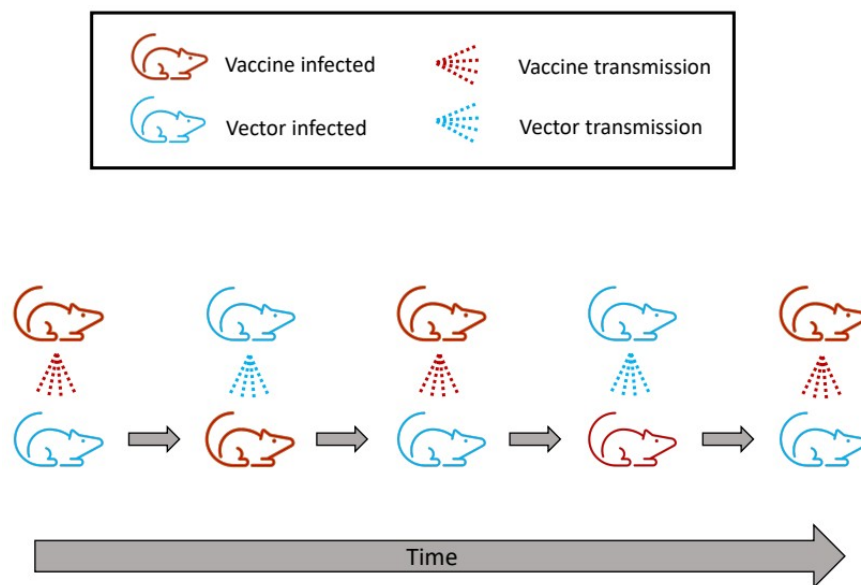 Vaccine infected
Vaccine transmission
Vector infected
Vector transmission
Time